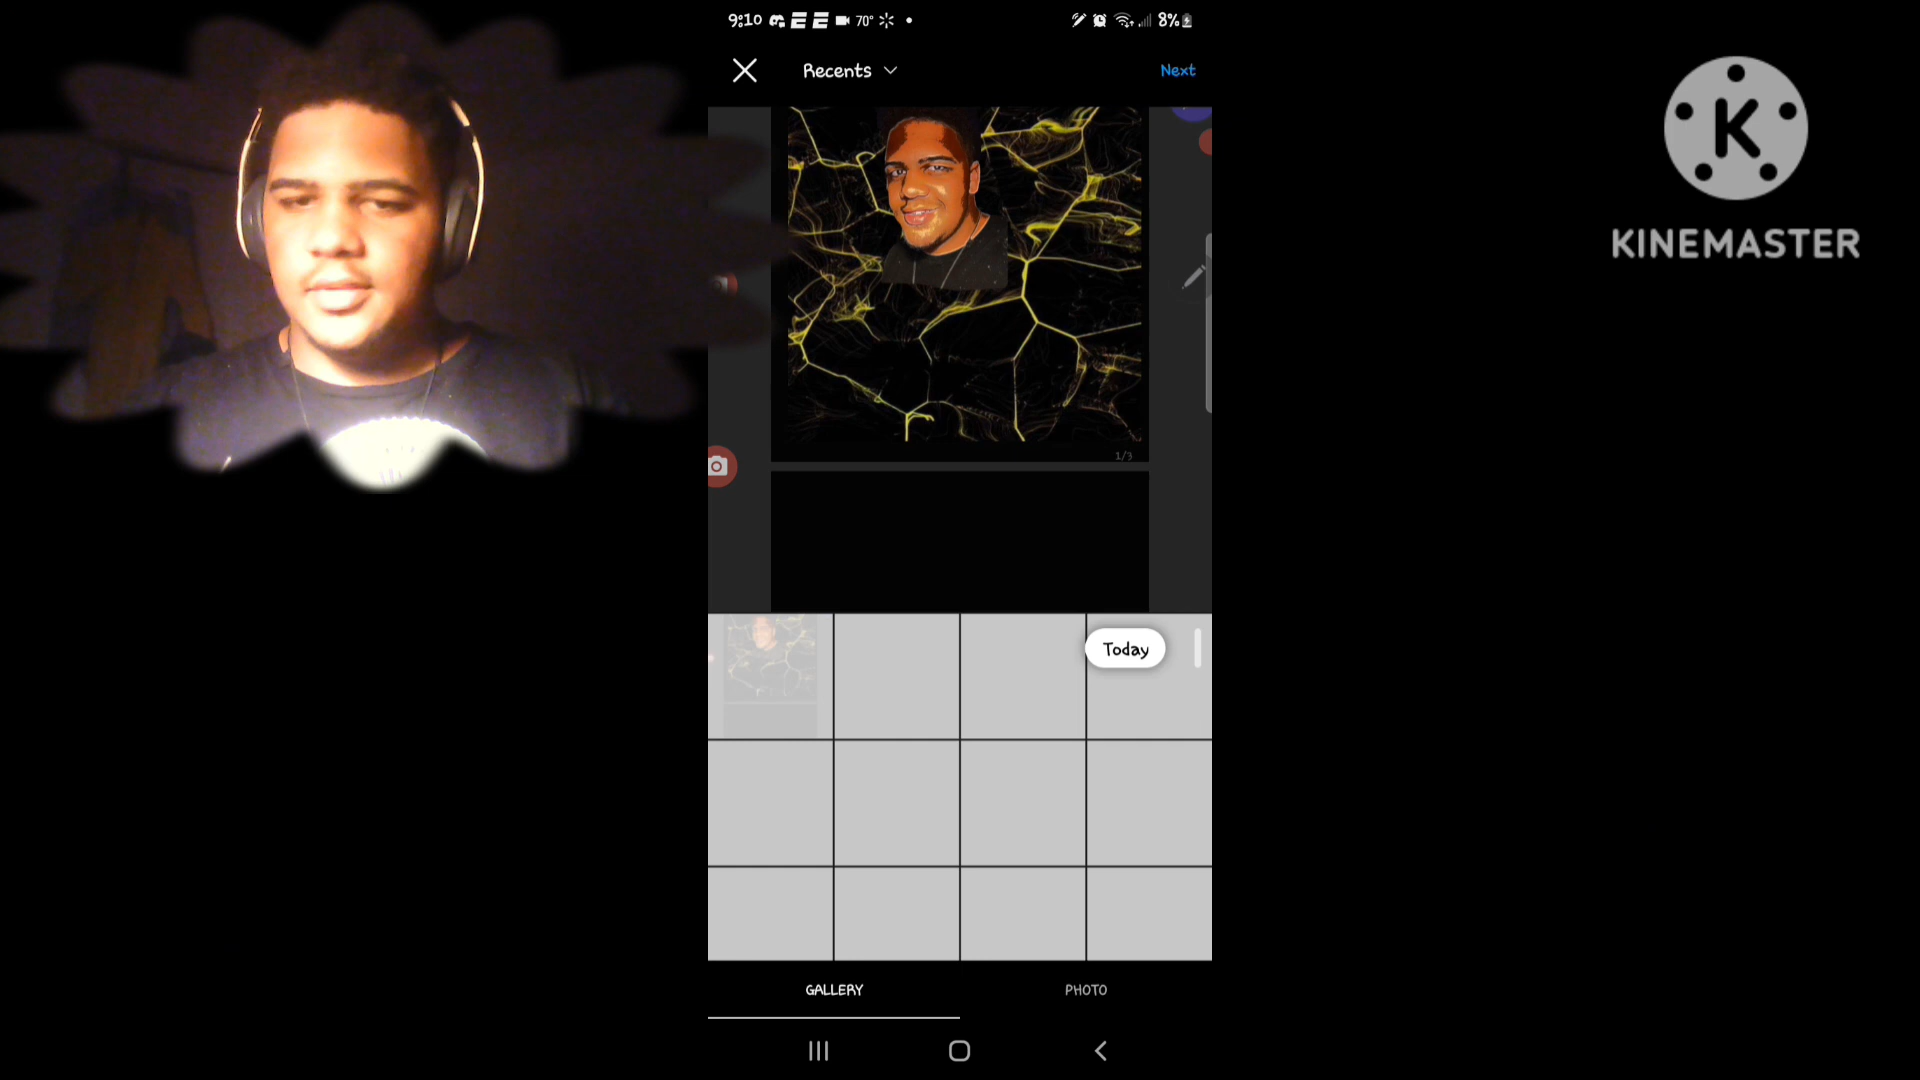 9:10
70°
8%
Recents
Next
1/3
Today
GALLERY
PHOTO
K
KINEMASTER